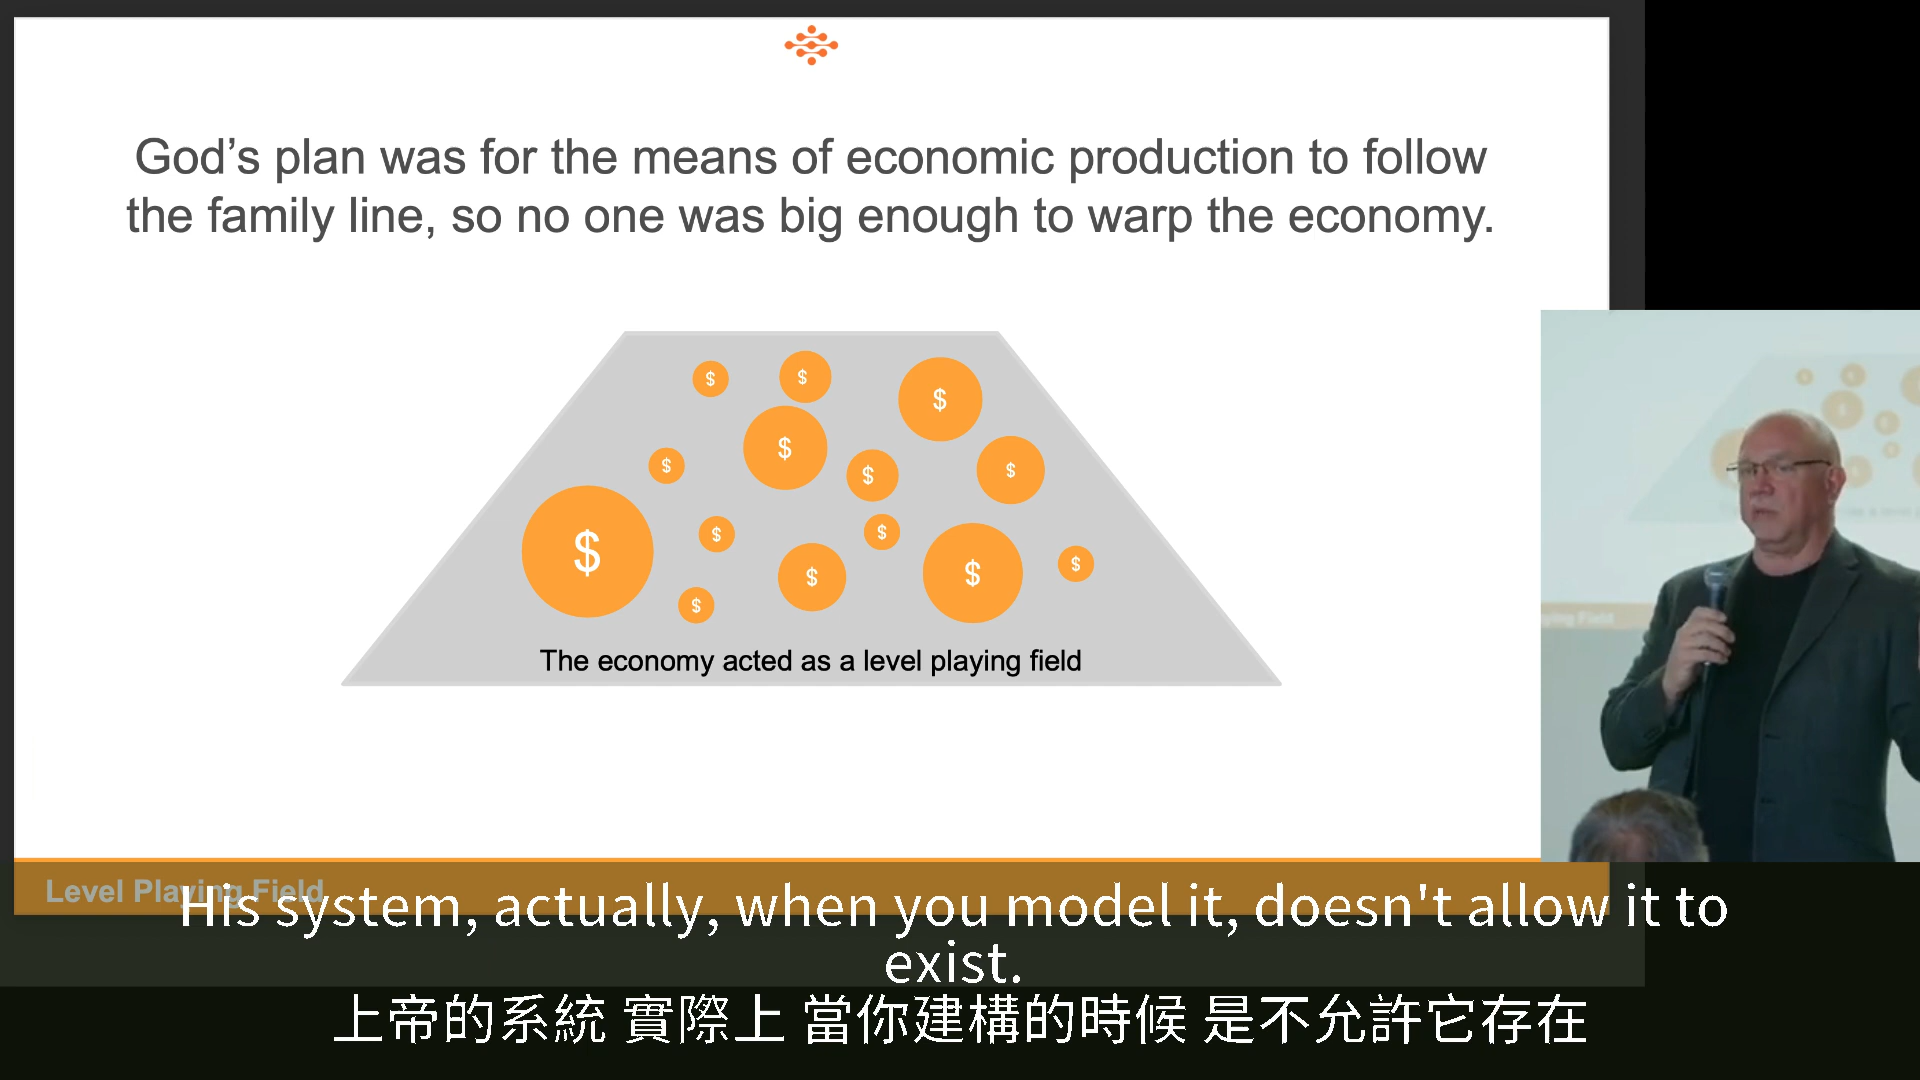 God’s plan was for the means of economic production to follow
the family line, so no one was big enough to warp the economy.
$
$
$
$
$
$
$
$
$
$
$
$
$
$
The economy acted as a level playing field
Level Playing Field
His system, actually, when you model it, doesn't allow it to
exist.
上帝的系統 實際上 當你建構的時候 是不允許它存在